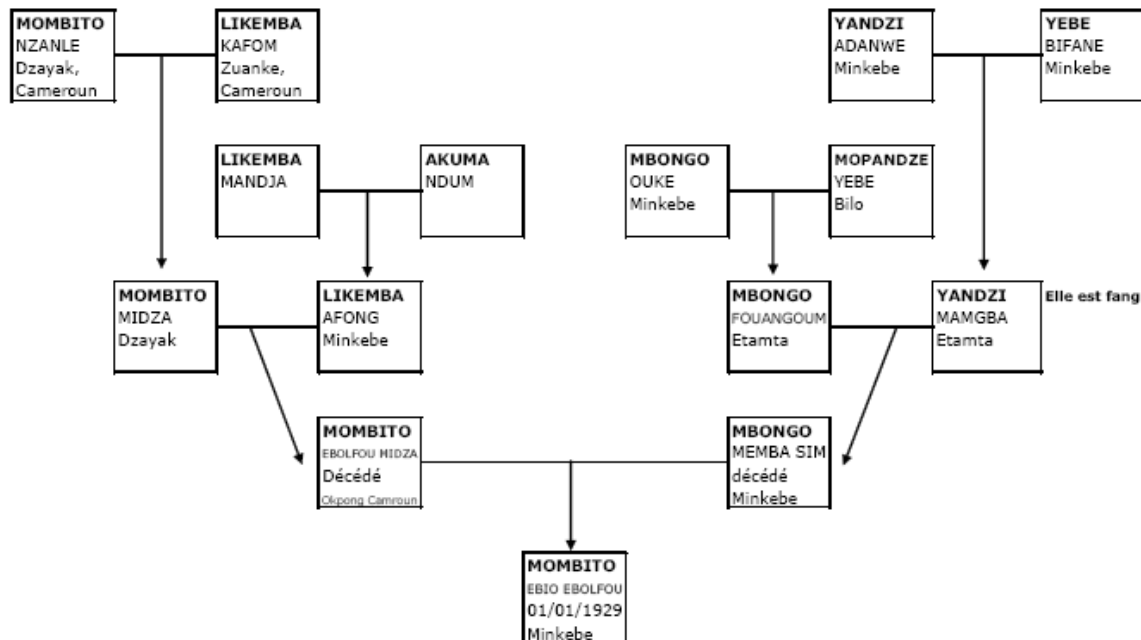 MOMBITO
NZANLE
Dzayak,
Cameroun
LIKEMBA
KAFOM
Zuanke,
Cameroun
YANDZI
ADANWE
Minkebe
YEBE
BIFANE
Minkebe
LIKEMBA
MANDJA
AKUMA
NDUM
MBONGO
OUKE
Minkebe
MOPANDZE
YEBE
Bilo
MOMBITO
MIDZA
Dzayak
LIKEMBA
AFONG
Minkebe
MBONGO
FOUANGOUM
Etamta
YANDZI
MAMGBA
Etamta
Elle est fang
MOMBITO
EBOLFOU MIDZA
Décédé
Okpong Camroun
MBONGO
MEMBA SIM
décédé
Minkebe
MOMBITO
EBIO EBOLFOU
01/01/1929
Minkebe